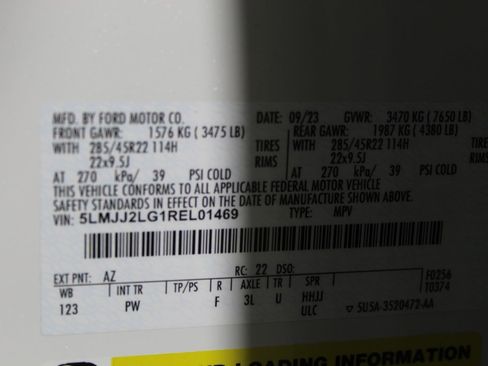 MFD. BY FORD MOTOR CO. DATE: 09/23 GVWR: 3470 KG ( 7650 LB)
FRONT GAWR: 1576 KG ( 3475 LB) REAR GAWR: 1987 KG ( 4380 LB)
WITH 285/45R22 114H TIRES WITH 285/45R22 114H TIRES
22x9.5J RIMS 22x9.5J RIMS
AT 270 kPa/ 39 PSI COLD AT 270 kPa/ 39 PSI COLD
THIS VEHICLE CONFORMS TO ALL APPLICABLE FEDERAL MOTOR VEHICLE
SAFETY STANDARDS IN EFFECT ON THE DATE OF MANUFACTURE SHOWN ABOVE.
VIN: 5LMJJ2LG1REL01469 TYPE: MPV
EXT PNT: AZ RC: 22 DSO: F0256
WB INT TR TP/PS R AXLE TR SPR T0374
123 PW F 3L U HHJJ
ULC ▽ 5U5A-3520472-AA
LOADING INFORMATION